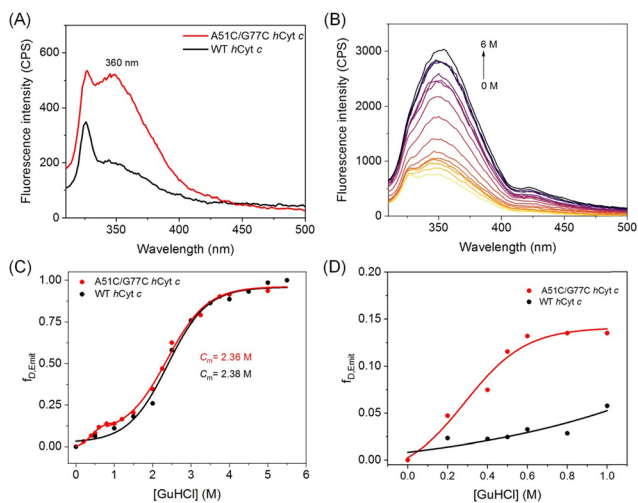 (A)
Fluorescence intensity (CPS)
600
400
200
0
A51C/G77C hCyt c
WT hCyt c
360 nm
350
400
450
500
Wavelength (nm)
(B)
Fluorescence intensity (CPS)
3000
2000
1000
0
6 M
0 M
350
400
450
500
Wavelength (nm)
(C)
f_D,Emit
1.00
0.75
0.50
0.25
0.00
A51C/G77C hCyt c
WT hCyt c
C_m= 2.36 M
C_m= 2.38 M
0
1
2
3
4
5
6
[GuHCl] (M)
(D)
f_D,Emit
0.20
0.15
0.10
0.05
0.00
A51C/G77C hCyt c
WT hCyt c
0.0
0.2
0.4
0.6
0.8
1.0
[GuHCl] (M)